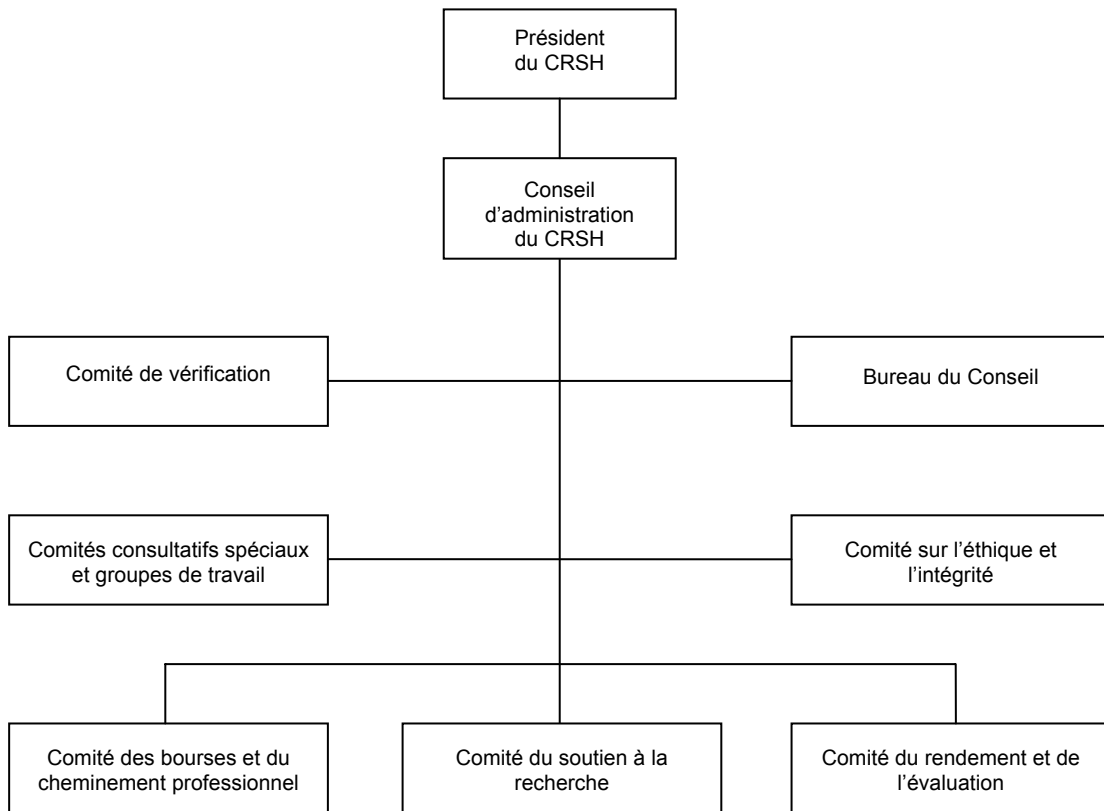 Président
du CRSH
Conseil
d’administration
du CRSH
Comité de vérification
Bureau du Conseil
Comités consultatifs spéciaux
et groupes de travail
Comité sur l’éthique et
l’intégrité
Comité des bourses et du
cheminement professionnel
Comité du soutien à la
recherche
Comité du rendement et de
l’évaluation